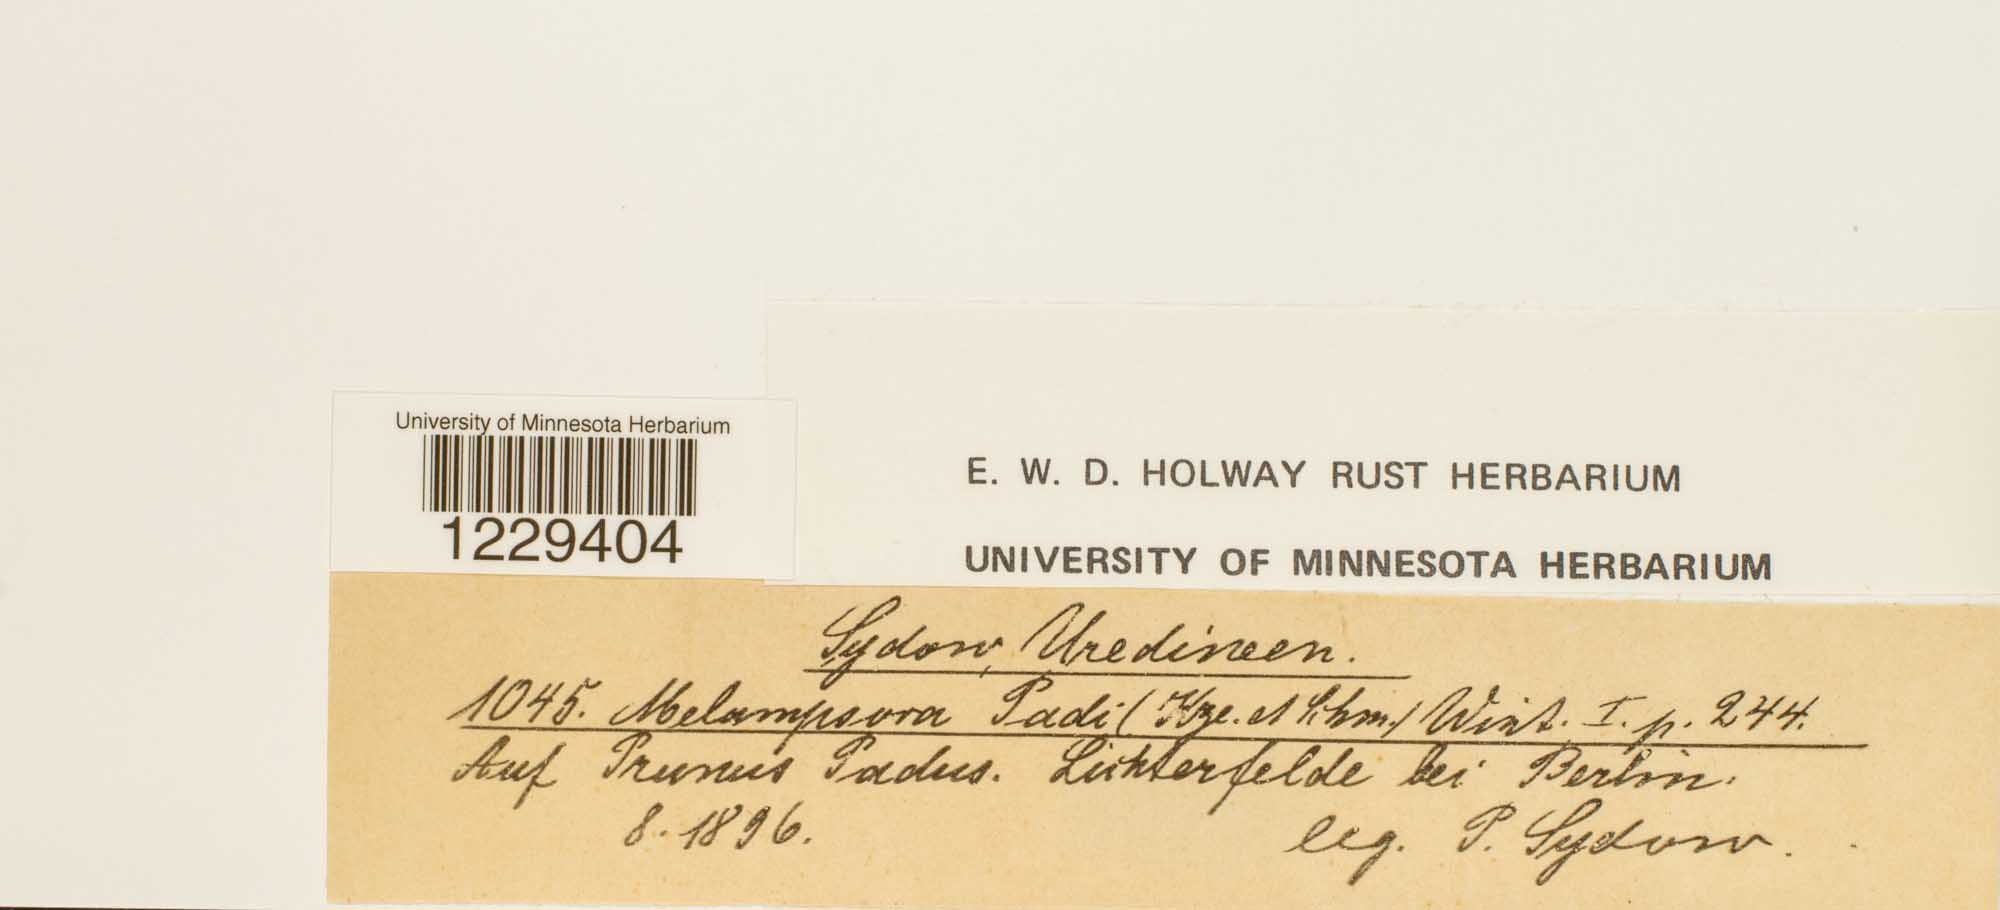 University of Minnesota Herbarium
1229404
E. W. D. HOLWAY RUST HERBARIUM
UNIVERSITY OF MINNESOTA HERBARIUM
Sydow, Uredineen.
1045. Melampsora Padi (Kze. et Schm.) Wint. I. p. 244.
Auf Prunus Padus. Lichterfelde bei Berlin.
8. 1896.
leg. P. Sydow.